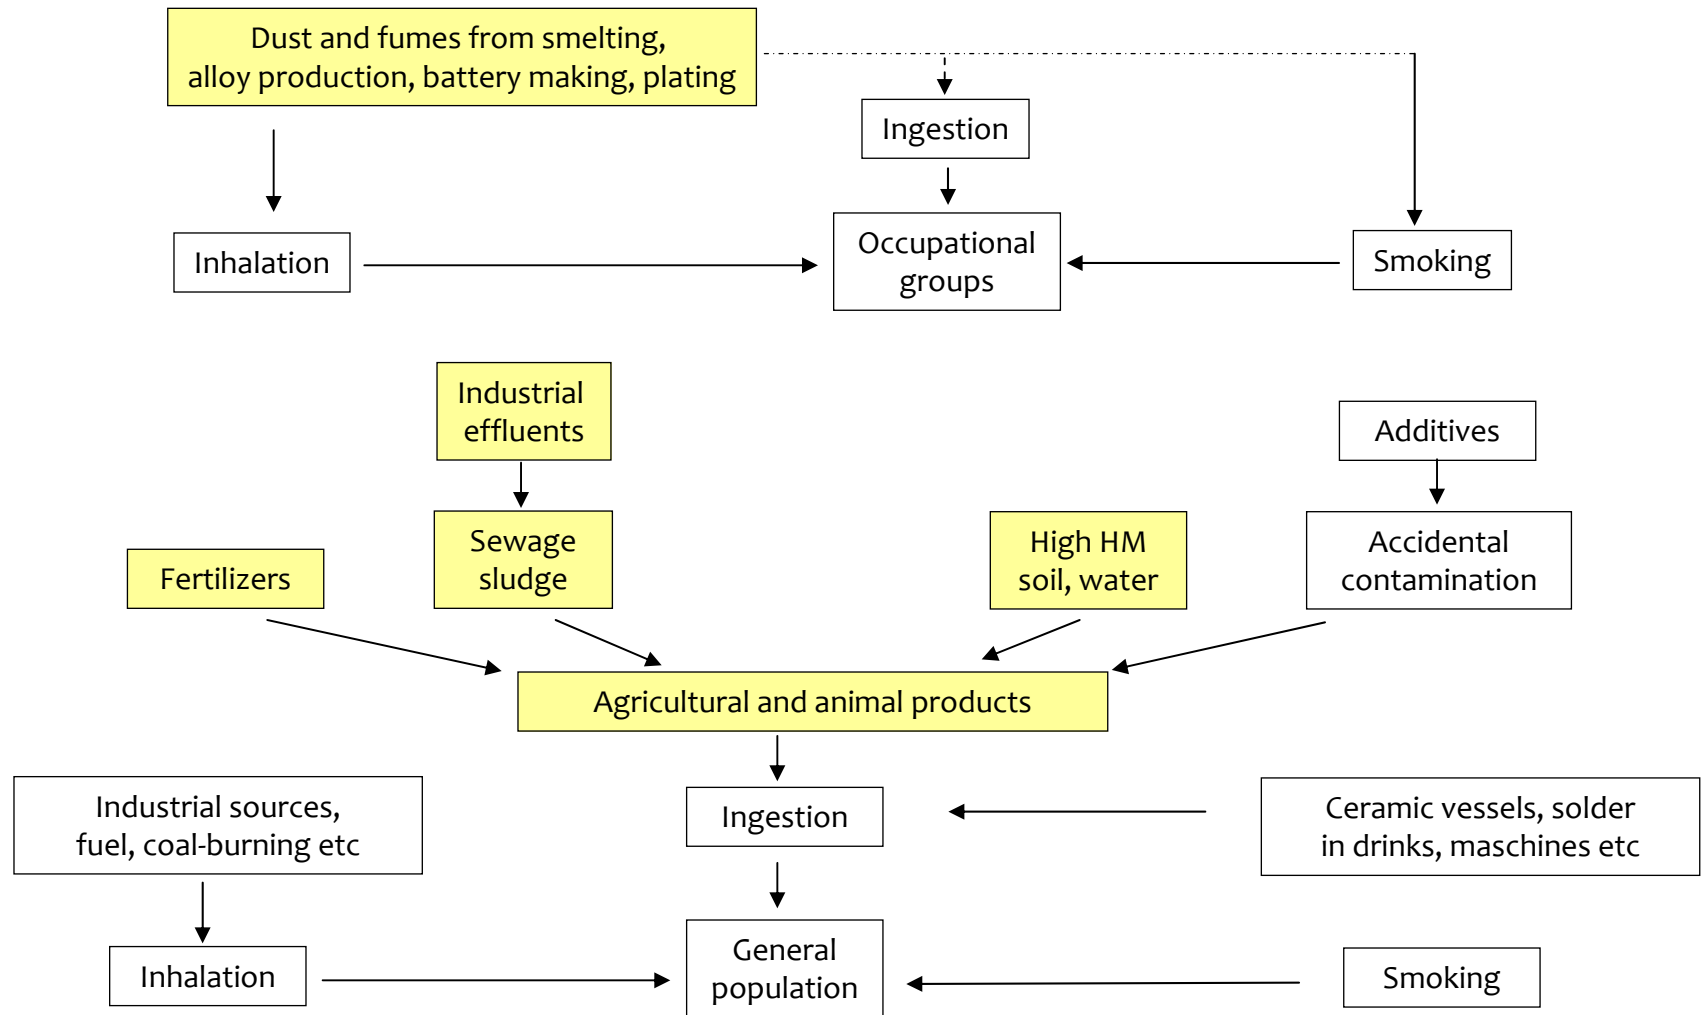 Dust and fumes from smelting,
alloy production, battery making, plating
Ingestion
Inhalation
Occupational
groups
Smoking
Industrial
effluents
Additives
Fertilizers
Sewage
sludge
High HM
soil, water
Accidental
contamination
Agricultural and animal products
Industrial sources,
fuel, coal-burning etc
Ingestion
Ceramic vessels, solder
in drinks, maschines etc
Inhalation
General
population
Smoking